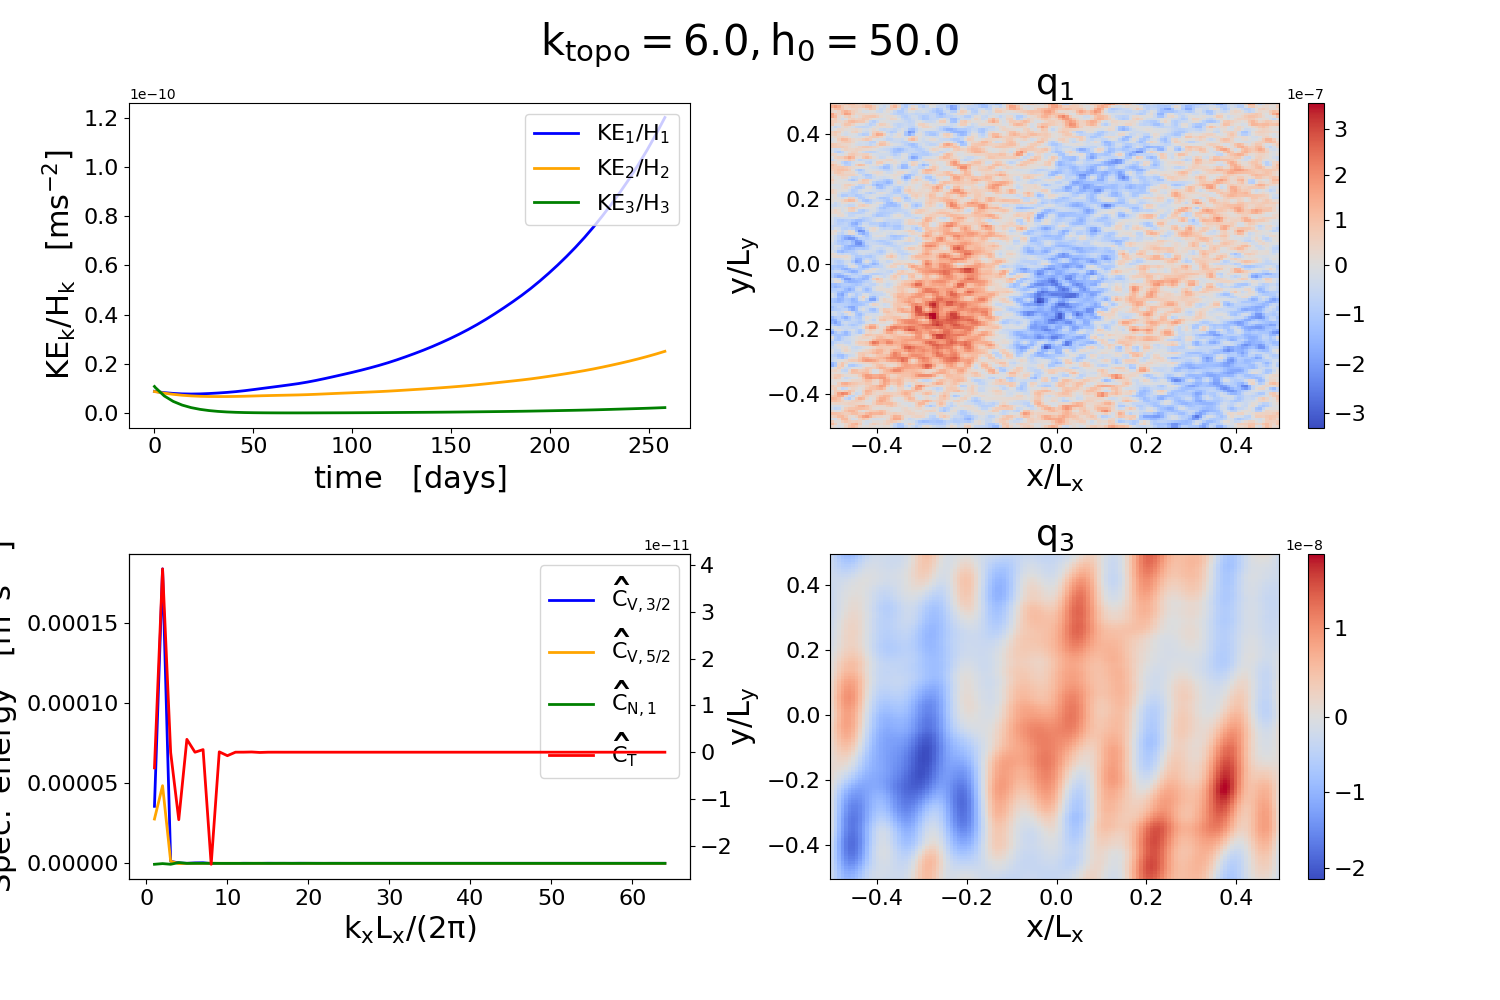 k_topo = 6.0, h_0 = 50.0
1e−10
KE_k/H_k [ms^−2]
1.2
1.0
0.8
0.6
0.4
0.2
0.0
KE_1/H_1
KE_2/H_2
KE_3/H_3
0 50 100 150 200 250
time [days]
q_1
1e−7
y/L_y
0.4
0.2
0.0
−0.2
−0.4
−0.4 −0.2 0.0 0.2 0.4
x/L_x
3
2
1
0
−1
−2
−3
Spec. energy
0.00015
0.00010
0.00005
0.00000
1e−11
4
3
2
1
0
−1
−2
Ĉ_V, 3/2
Ĉ_V, 5/2
Ĉ_N, 1
Ĉ_T
0 10 20 30 40 50 60
k_xL_x/(2π)
q_3
1e−8
y/L_y
0.4
0.2
0.0
−0.2
−0.4
−0.4 −0.2 0.0 0.2 0.4
x/L_x
1
0
−1
−2